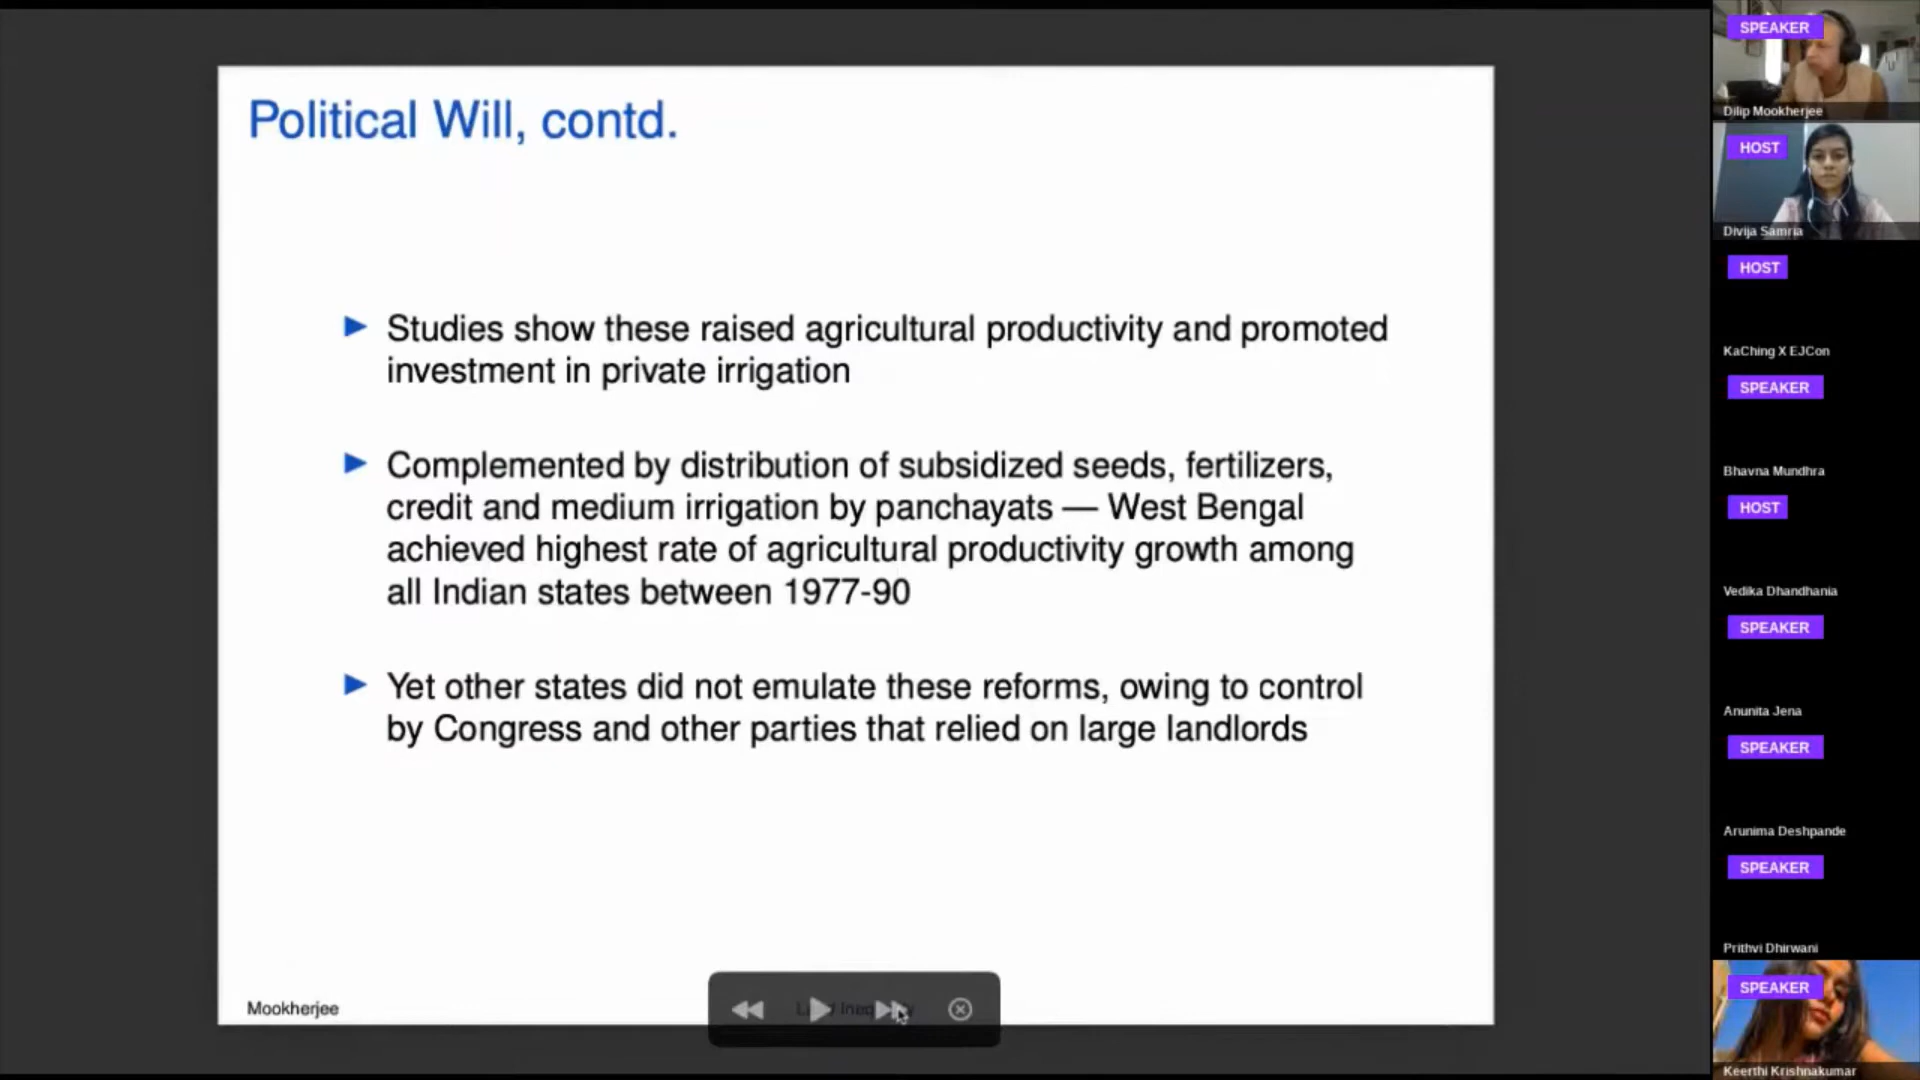 Political Will, contd.
Studies show these raised agricultural productivity and promoted
investment in private irrigation
Complemented by distribution of subsidized seeds, fertilizers,
credit and medium irrigation by panchayats — West Bengal
achieved highest rate of agricultural productivity growth among
all Indian states between 1977-90
Yet other states did not emulate these reforms, owing to control
by Congress and other parties that relied on large landlords
Mookherjee
SPEAKER
Dilip Mookherjee
HOST
Divija Samria
HOST
KaChing X EJCon
SPEAKER
Bhavna Mundhra
HOST
Vedika Dhandhania
SPEAKER
Anunita Jena
SPEAKER
Arunima Deshpande
SPEAKER
Prithvi Dhirwani
SPEAKER
Keerthi Krishnakumar